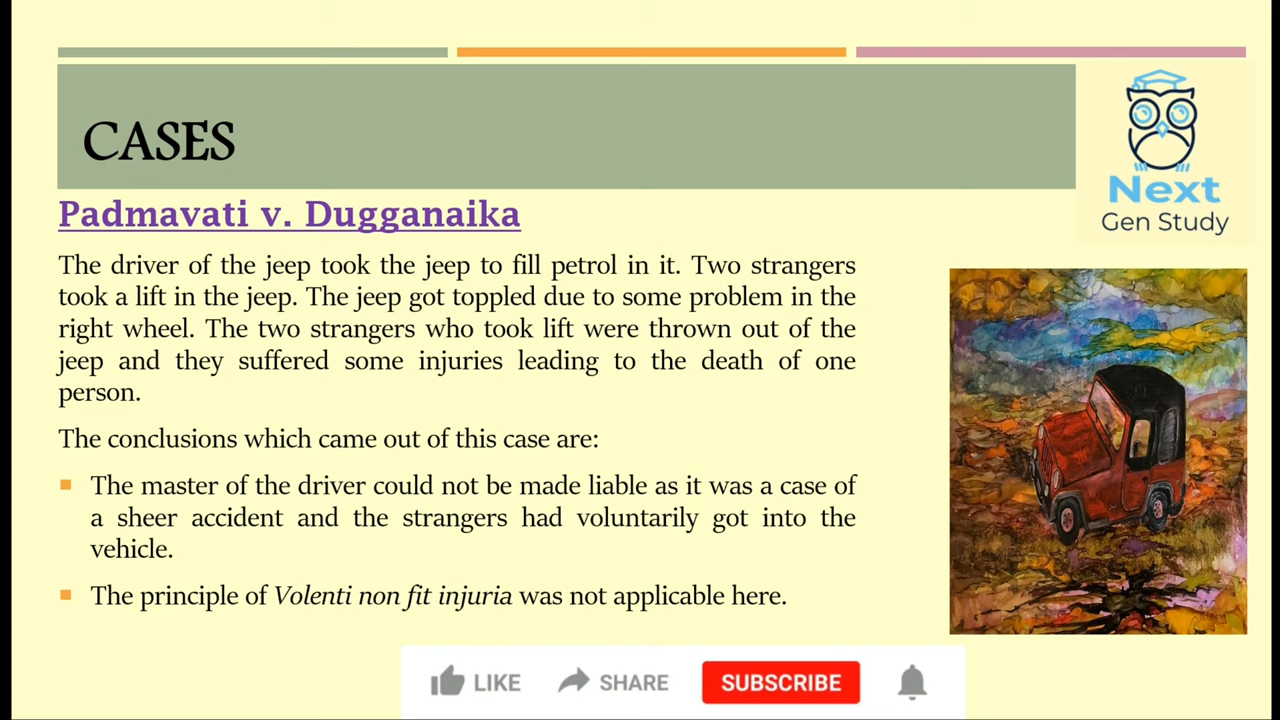 CASES
Next
Gen Study
Padmavati v. Dugganaika
The driver of the jeep took the jeep to fill petrol in it. Two strangers
took a lift in the jeep. The jeep got toppled due to some problem in the
right wheel. The two strangers who took lift were thrown out of the
jeep and they suffered some injuries leading to the death of one
person.
The conclusions which came out of this case are:
The master of the driver could not be made liable as it was a case of
a sheer accident and the strangers had voluntarily got into the
vehicle.
The principle of Volenti non fit injuria was not applicable here.
LIKE SHARE SUBSCRIBE